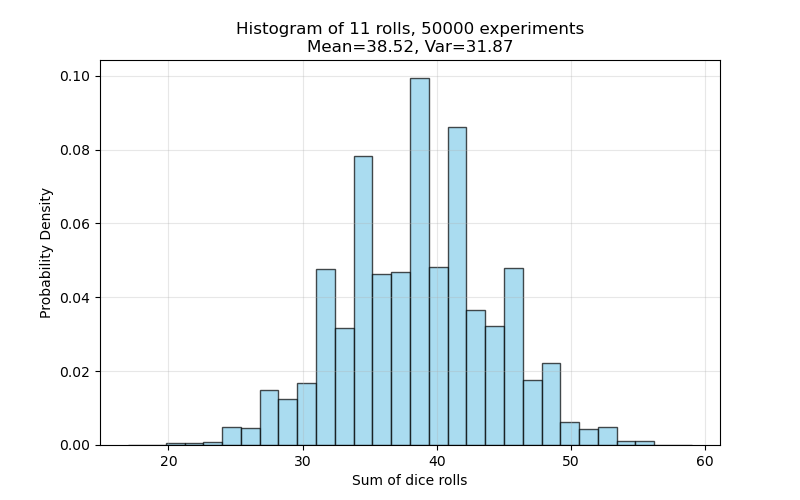 Histogram of 11 rolls, 50000 experiments
Mean=38.52, Var=31.87
0.10
0.08
0.06
0.04
0.02
0.00
Probability Density
20 30 40 50 60
Sum of dice rolls